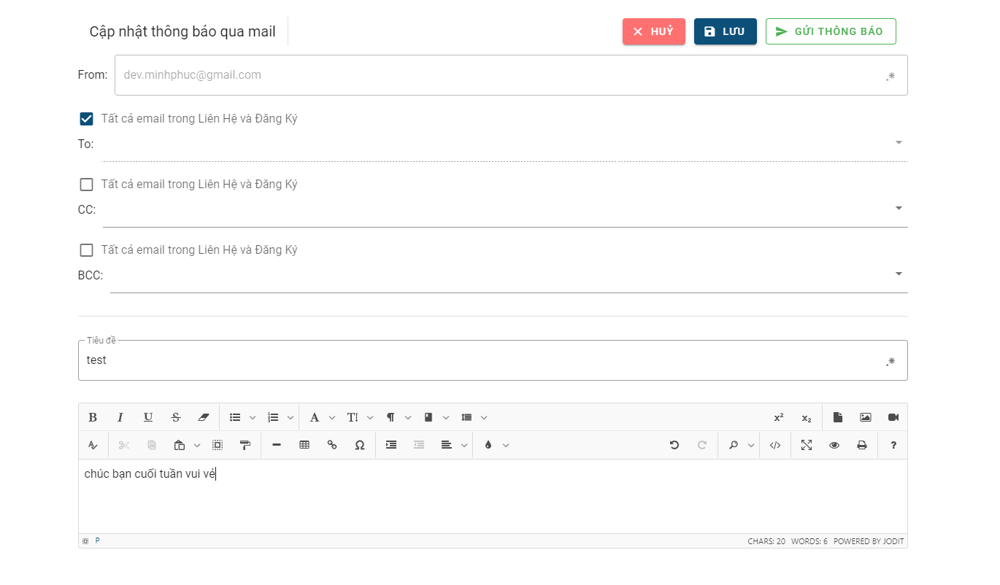 Cập nhật thông báo qua mail
HUỶ
LƯU
GỬI THÔNG BÁO
From: dev.minhphuc@gmail.com
Tất cả email trong Liên Hệ và Đăng Ký
To:
Tất cả email trong Liên Hệ và Đăng Ký
CC:
Tất cả email trong Liên Hệ và Đăng Ký
BCC:
Tiêu đề
test
chúc bạn cuối tuần vui vẻ
P
CHARS: 20 WORDS: 6 POWERED BY JODIT